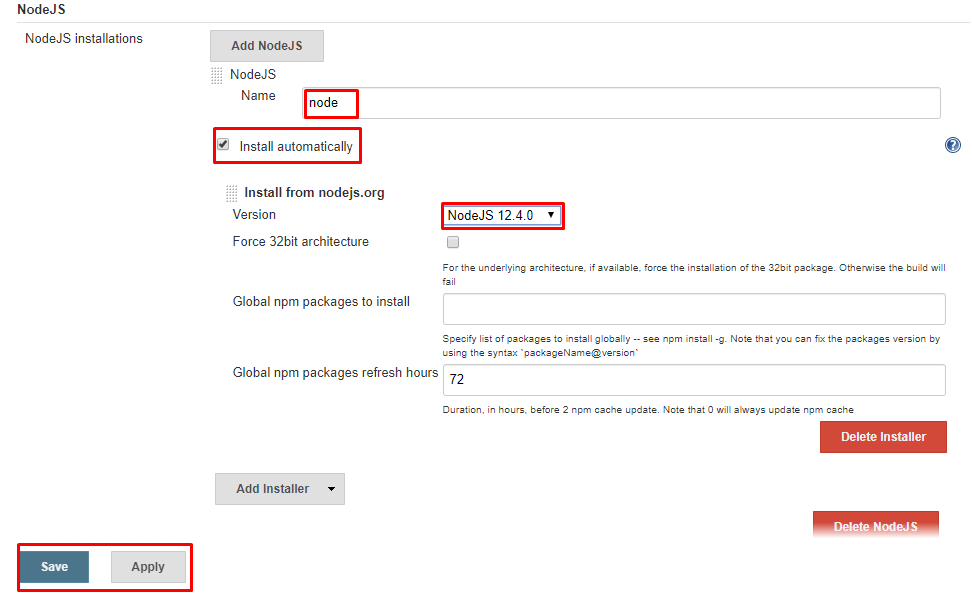 NodeJS
NodeJS installations
Add NodeJS
NodeJS
Name
node
Install automatically
?
Install from nodejs.org
Version
NodeJS 12.4.0
Force 32bit architecture
For the underlying architecture, if available, force the installation of the 32bit package. Otherwise the build will
fail
Global npm packages to install
Specify list of packages to install globally -- see npm install -g. Note that you can fix the packages version by
using the syntax `packageName@version`
Global npm packages refresh hours
72
Duration, in hours, before 2 npm cache update. Note that 0 will always update npm cache
Delete Installer
Add Installer
Delete NodeJS
Save
Apply